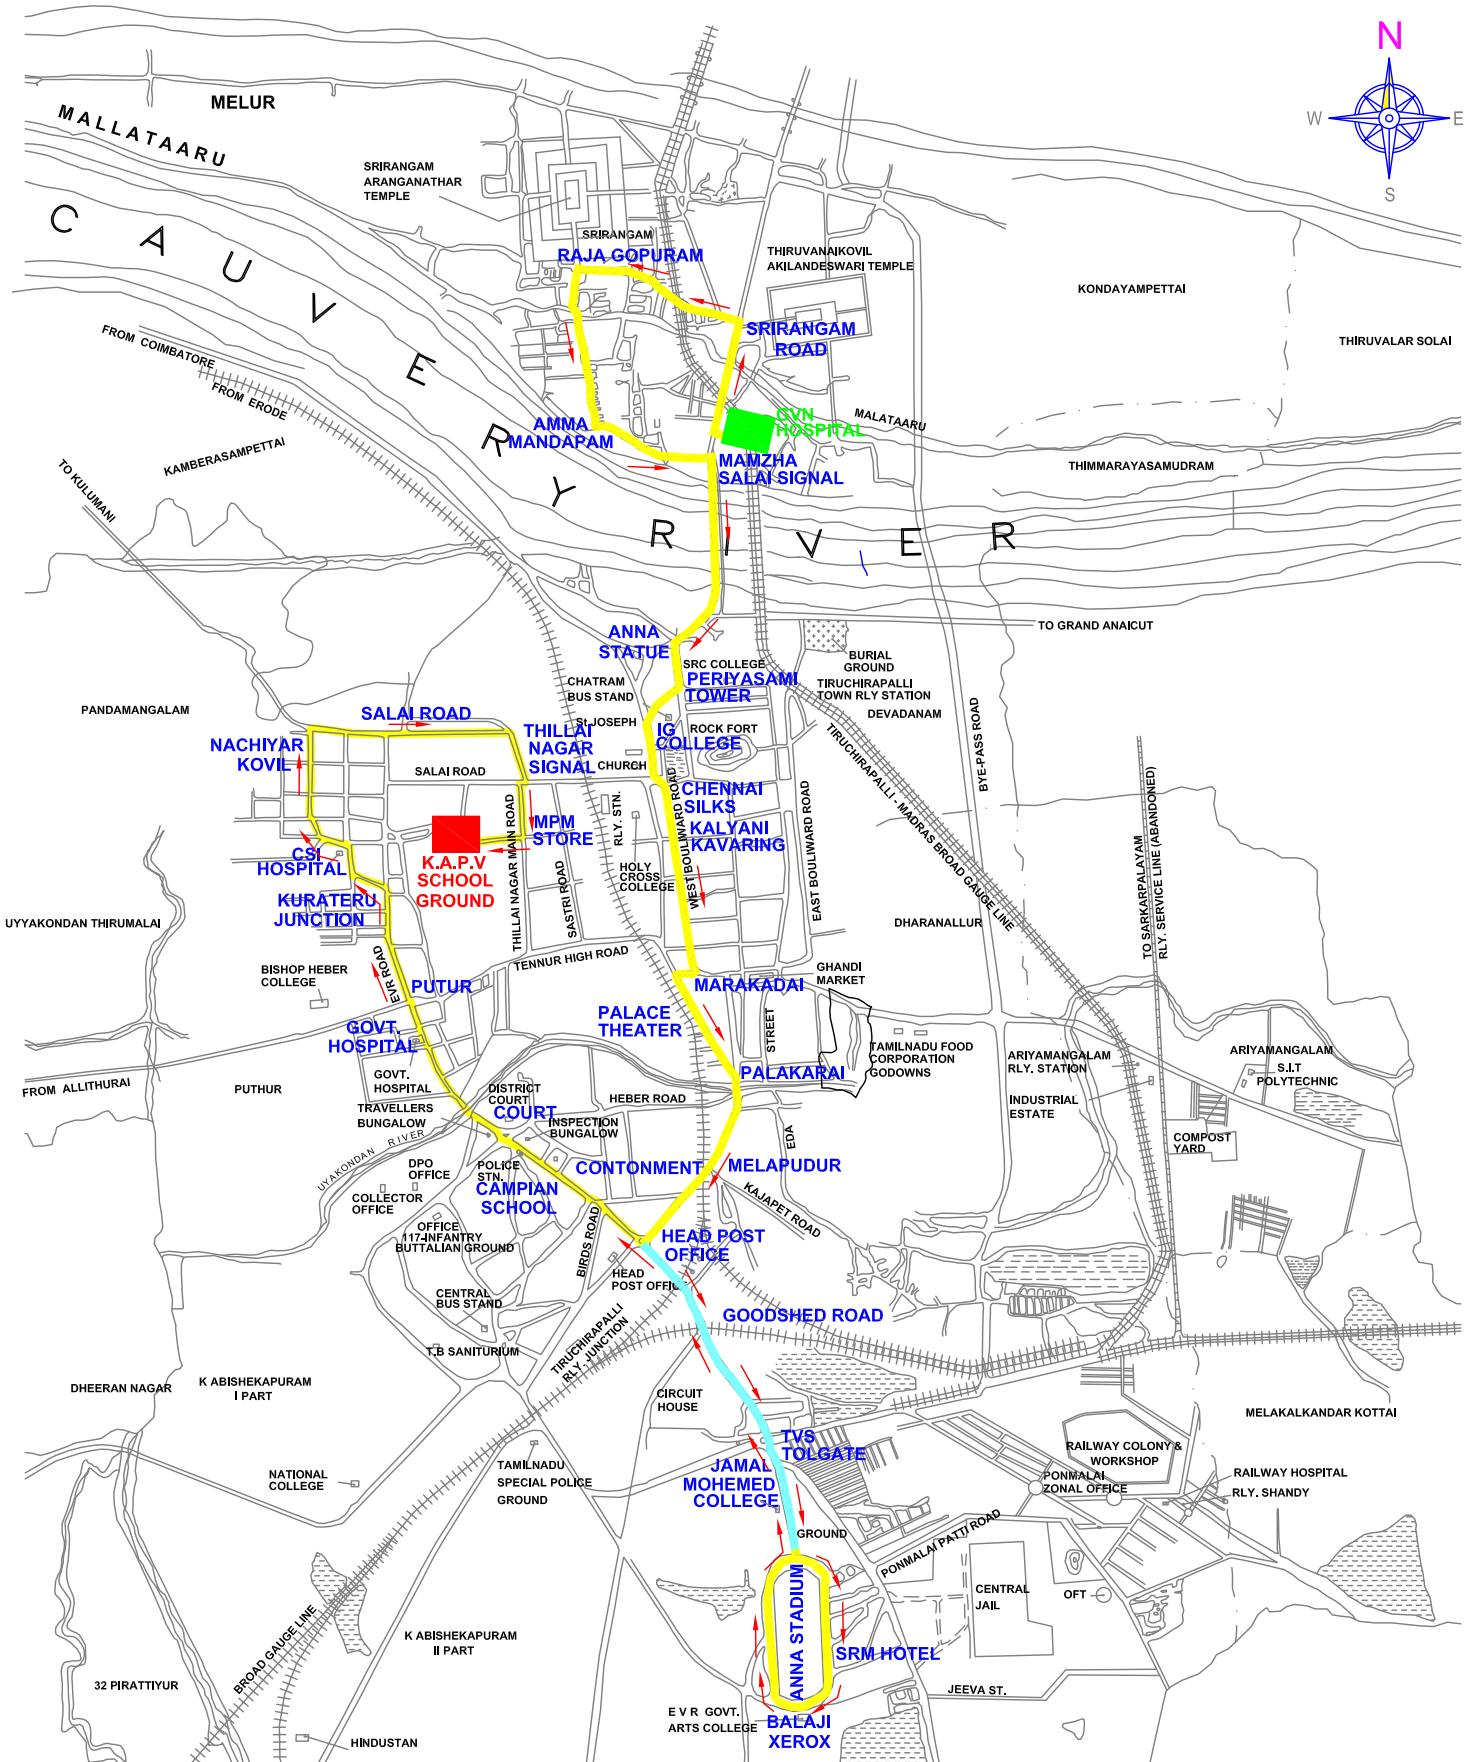 N
W
E
S
MELUR
MALLATAARU
CAUVERY RIVER
SRIRANGAM
ARANGANATHAR
TEMPLE
SRIRANGAM
RAJA GOPURAM
THIRUVANAIKOVIL
AKILANDESWARI TEMPLE
KONDAYAMPETTAI
THIRUVALAR SOLAI
SRIRANGAM
ROAD
FROM COIMBATORE
FROM ERODE
KAMBERASAMPETTAI
TO KULUMANI
AMMA
MANDAPAM
GVN
HOSPITAL
MALATAARU
MAMZHA
SALAI SIGNAL
THIMMARAYASAMUDRAM
TO GRAND ANAICUT
ANNA
STATUE
SRC COLLEGE
PERIYASAMI
TOWER
BURIAL
GROUND
TIRUCHIRAPALLI
TOWN RLY STATION
DEVADANAM
CHATRAM
BUS STAND
St JOSEPH
IG
COLLEGE
ROCK FORT
CHURCH
PANDAMANGALAM
SALAI ROAD
NACHIYAR
KOVIL
THILLAI
NAGAR
SIGNAL
SALAI ROAD
CHENNAI
SILKS
KALYANI
KAVARING
MPM
STORE
RLY. STN.
WEST BOULIWARD ROAD
EAST BOULIWARD ROAD
BYE-PASS ROAD
TIRUCHIRAPALLI - MADRAS BROAD GAUGE LINE
TO SARKARPALAYAM
RLY. SERVICE LINE (ABANDONED)
CSI
HOSPITAL
K.A.P.V
SCHOOL
GROUND
THILLAI NAGAR MAIN ROAD
SASTRI ROAD
HOLY
CROSS
COLLEGE
KURATERU
JUNCTION
UYYAKONDAN THIRUMALAI
DHARANALLUR
TENNUR HIGH ROAD
BISHOP HEBER
COLLEGE
EVR ROAD
PUTUR
MARAKADAI
GHANDI
MARKET
PALACE
THEATER
STREET
GOVT.
HOSPITAL
TAMILNADU FOOD
CORPORATION
GODOWNS
ARIYAMANGALAM
RLY. STATION
ARIYAMANGALAM
S.I.T
POLYTECHNIC
FROM ALLITHURAI
PUTHUR
GOVT.
HOSPITAL
DISTRICT
COURT
COURT
PALAKARAI
HEBER ROAD
INDUSTRIAL
ESTATE
TRAVELLERS
BUNGALOW
INSPECTION
BUNGALOW
UYAKONDAN RIVER
EDA
COMPOST
YARD
DPO
OFFICE
POLICE
STN.
CONTONMENT
MELAPUDUR
COLLECTOR
OFFICE
CAMPIAN
SCHOOL
KAJAPET ROAD
OFFICE
117-INFANTRY
BUTTALIAN GROUND
BIRDS ROAD
HEAD POST
OFFICE
HEAD
POST OFFICE
CENTRAL
BUS STAND
GOODSHED ROAD
T.B SANITURIUM
TIRUCHIRAPALLI
RLY. JUNCTION
DHEERAN NAGAR
K ABISHEKAPURAM
I PART
CIRCUIT
HOUSE
MELAKALKANDAR KOTTAI
TVS
TOLGATE
RAILWAY COLONY &
WORKSHOP
JAMAL
MOHEMED
COLLEGE
TAMILNADU
SPECIAL POLICE
GROUND
NATIONAL
COLLEGE
PONMALAI
ZONAL OFFICE
RAILWAY HOSPITAL
RLY. SHANDY
GROUND
PONMALAI PATTI ROAD
ANNA STADIUM
CENTRAL
JAIL
OFT
BROAD GAUGE LINE
K ABISHEKAPURAM
II PART
SRM HOTEL
32 PIRATTIYUR
JEEVA ST.
E V R GOVT.
ARTS COLLEGE
BALAJI
XEROX
HINDUSTAN